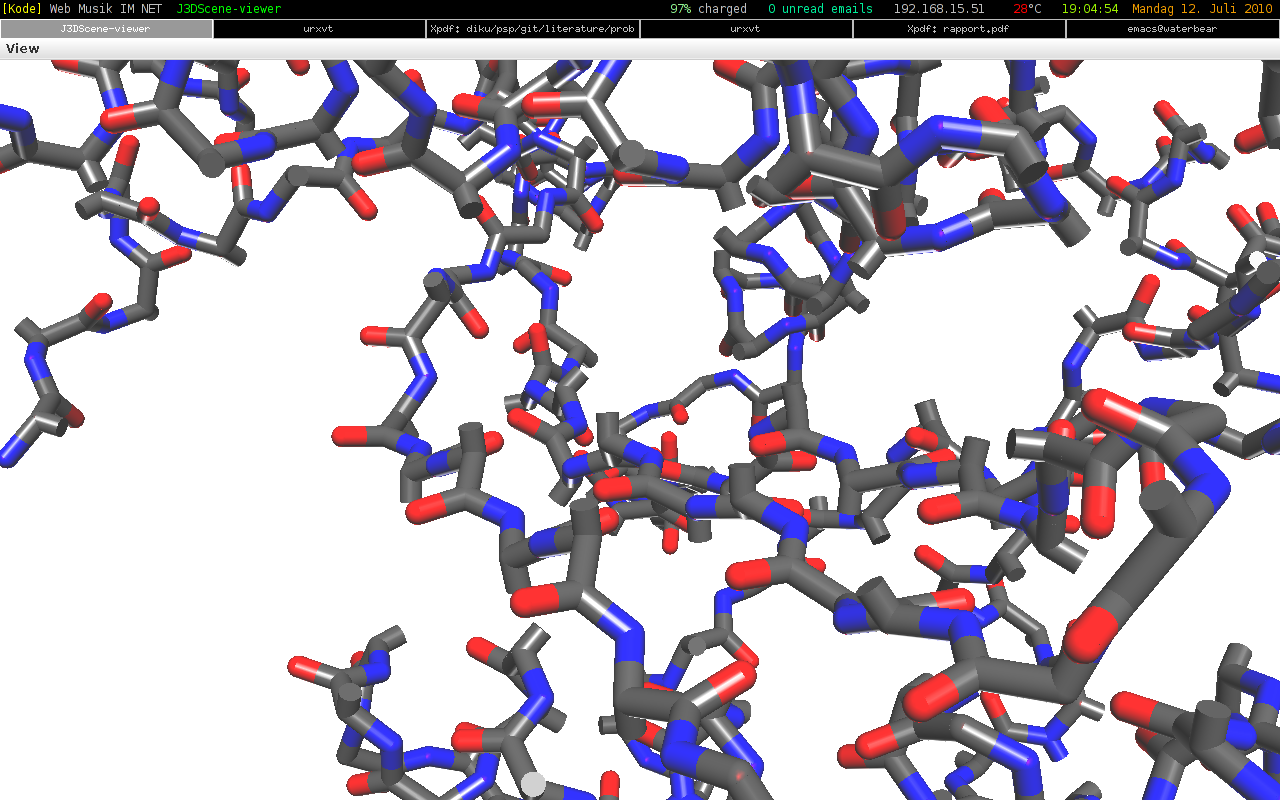 [Kode] Web Musik IM NET J3DScene-viewer 97% charged 0 unread emails 192.168.15.51 28°C 19:04:54 Mandag 12. Juli 2010
J3DScene-viewer urxvt Xpdf: diku/psp/git/literature/prob urxvt Xpdf: rapport.pdf emacs@waterbear
View